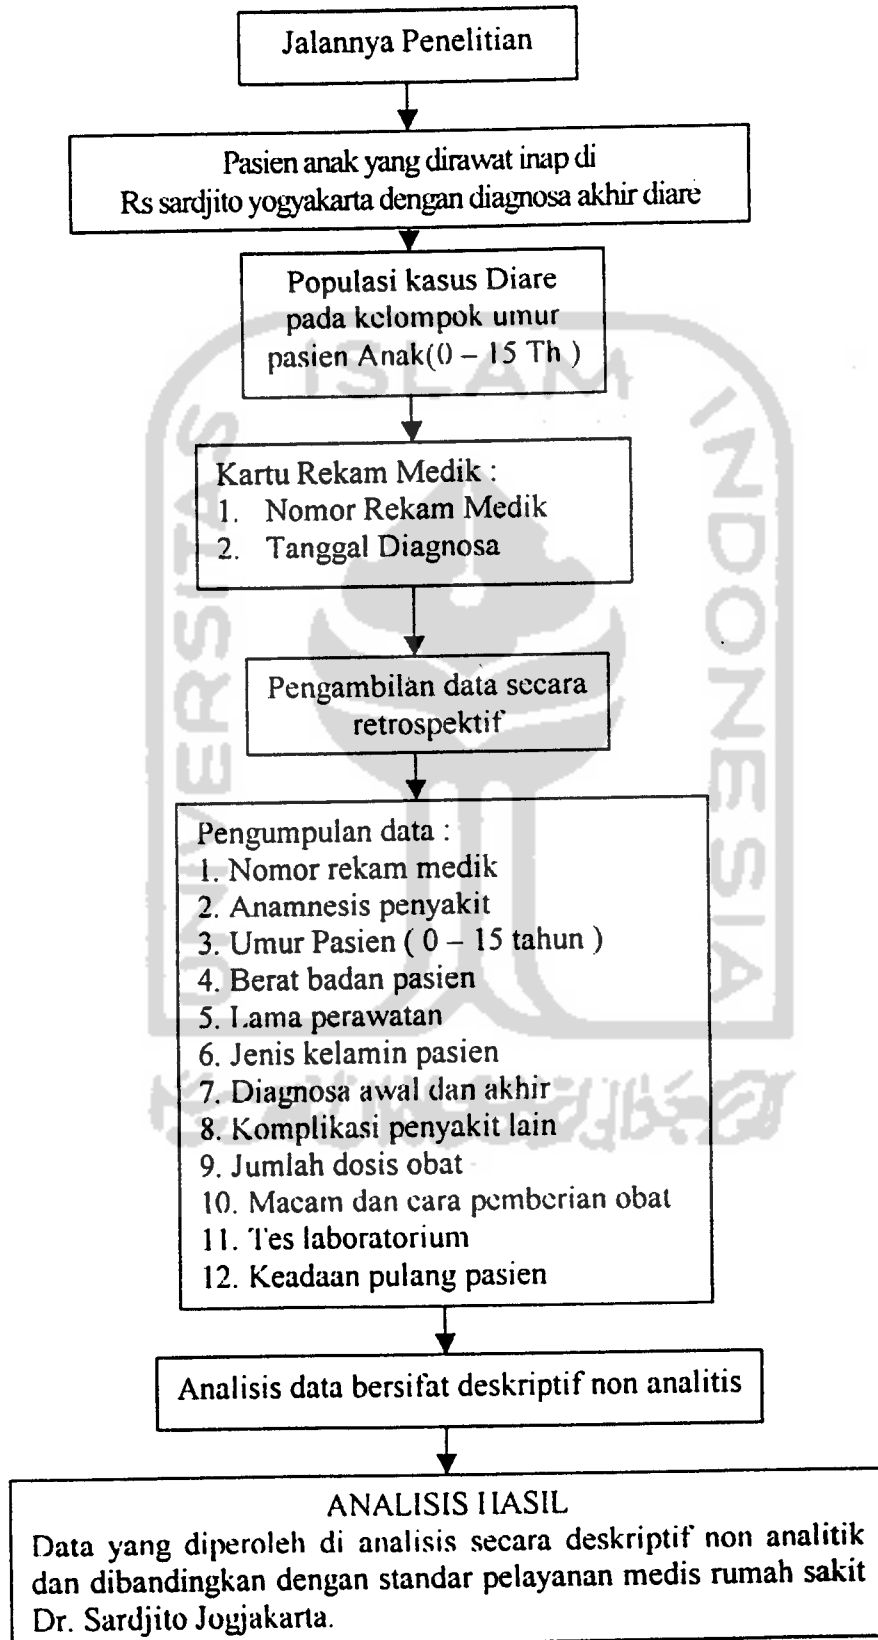 Jalannya Penelitian
Pasien anak yang dirawat inap di
Rs sardjito yogyakarta dengan diagnosa akhir diare
Populasi kasus Diare
pada kelompok umur
pasien Anak(0 – 15 Th )
Kartu Rekam Medik :
1. Nomor Rekam Medik
2. Tanggal Diagnosa
Pengambilan data secara
retrospektif
Pengumpulan data :
1. Nomor rekam medik
2. Anamnesis penyakit
3. Umur Pasien ( 0 – 15 tahun )
4. Berat badan pasien
5. Lama perawatan
6. Jenis kelamin pasien
7. Diagnosa awal dan akhir
8. Komplikasi penyakit lain
9. Jumlah dosis obat
10. Macam dan cara pemberian obat
11. Tes laboratorium
12. Keadaan pulang pasien
Analisis data bersifat deskriptif non analitis
ANALISIS HASIL
Data yang diperoleh di analisis secara deskriptif non analitik
dan dibandingkan dengan standar pelayanan medis rumah sakit
Dr. Sardjito Jogjakarta.
UNIVERSITAS
ISLAM
INDONESIA